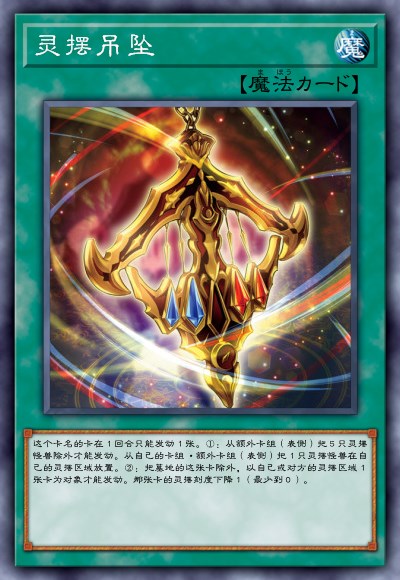 灵摆吊坠
魔
【魔法カード】
ま ほう
这个卡名的卡在1回合只能发动1张。①：从额外卡组（表侧）把5只灵摆
怪兽除外才能发动。从自己的卡组·额外卡组（表侧）把1只灵摆怪兽在自
己的灵摆区域放置。②：把墓地的这张卡除外，以自己或对方的灵摆区域1
张卡为对象才能发动。那张卡的灵摆刻度下降1（最少到0）。